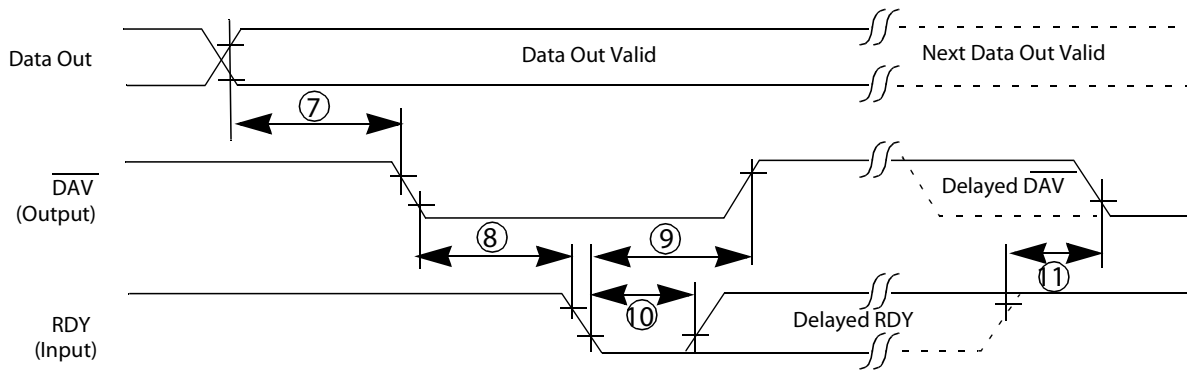 Data Out
Data Out Valid
Next Data Out Valid
7
DAV
(Output)
Delayed DAV
8
9
11
10
RDY
(Input)
Delayed RDY